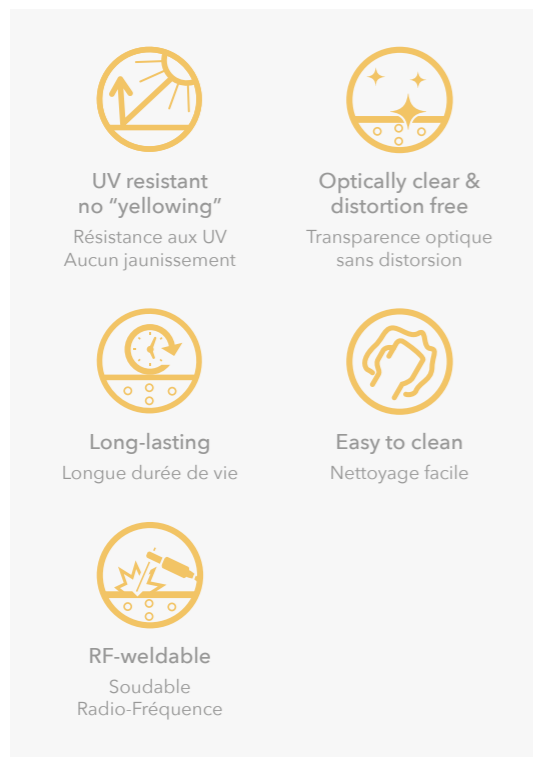 UV resistant
no “yellowing”
Résistance aux UV
Aucun jaunissement
Optically clear &
distortion free
Transparence optique
sans distorsion
Long-lasting
Longue durée de vie
Easy to clean
Nettoyage facile
RF-weldable
Soudable
Radio-Fréquence